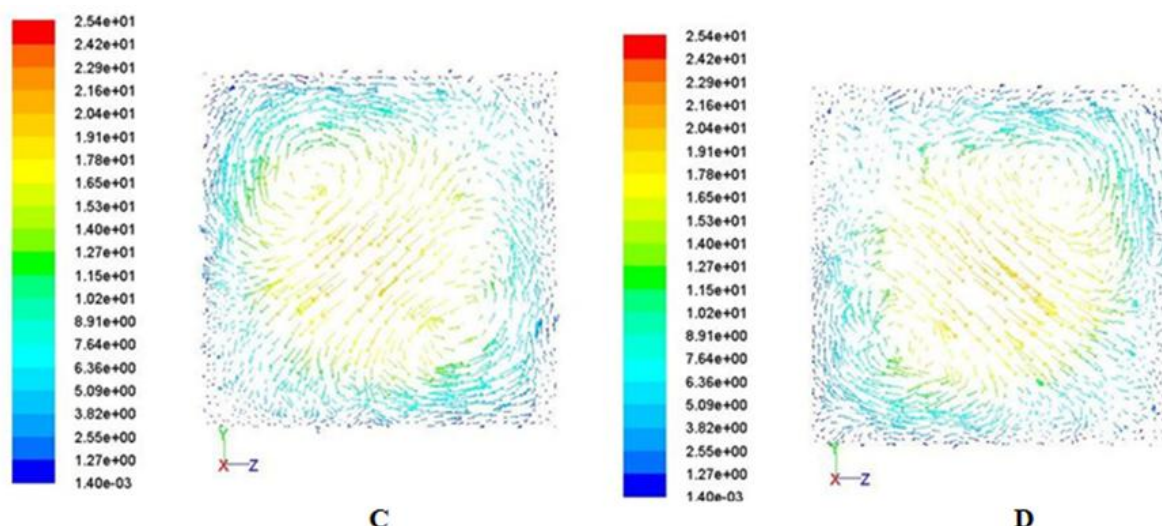 2.54e+01
2.42e+01
2.29e+01
2.16e+01
2.04e+01
1.91e+01
1.78e+01
1.65e+01
1.53e+01
1.40e+01
1.27e+01
1.15e+01
1.02e+01
8.91e+00
7.64e+00
6.36e+00
5.09e+00
3.82e+00
2.55e+00
1.27e+00
1.40e-03
Y
X Z
C
2.54e+01
2.42e+01
2.29e+01
2.16e+01
2.04e+01
1.91e+01
1.78e+01
1.65e+01
1.53e+01
1.40e+01
1.27e+01
1.15e+01
1.02e+01
8.91e+00
7.64e+00
6.36e+00
5.09e+00
3.82e+00
2.55e+00
1.27e+00
1.40e-03
Y
X Z
D